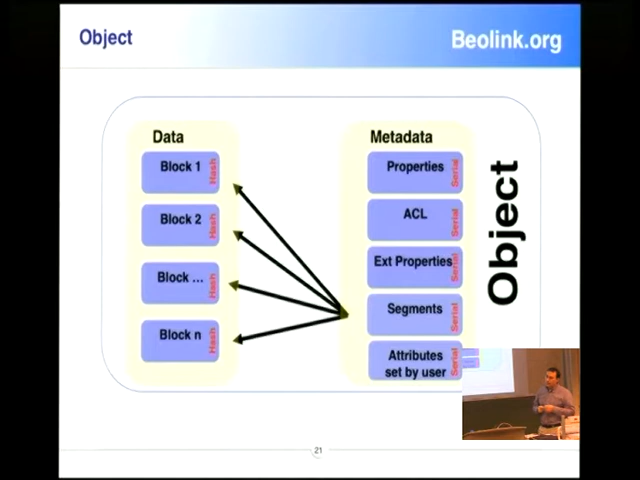 Object
Beolink.org
Data
Block 1
Hash
Block 2
Hash
Block ...
Hash
Block n
Hash
Metadata
Properties
Serial
ACL
Serial
Ext Properties
Serial
Segments
Serial
Attributes
set by user
Serial
Object
21